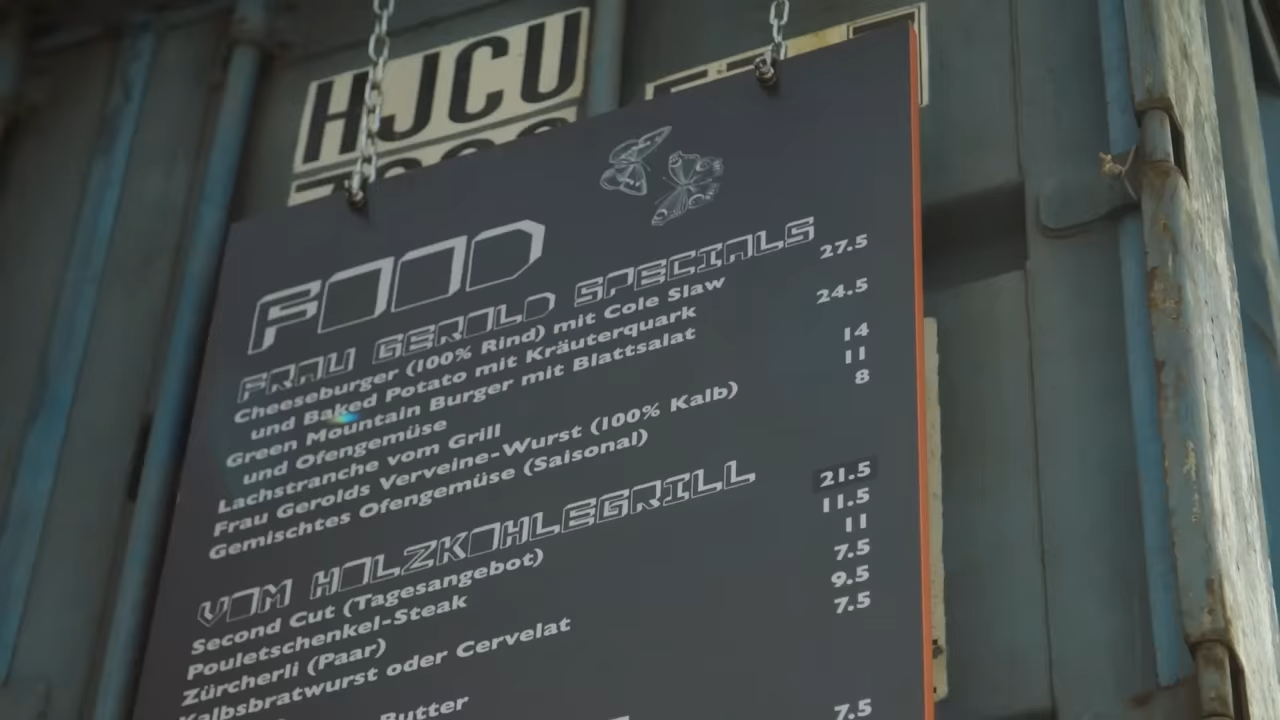 HJCU
FOOD
FRAU GEROLD SPECIALS
Cheeseburger (100% Rind) mit Cole Slaw 27.5
und Baked Potato mit Kräuterquark
Green Mountain Burger mit Blattsalat 24.5
und Ofengemüse
Lachstranche vom Grill 14
Frau Gerolds Verveine-Wurst (100% Kalb) 11
Gemischtes Ofengemüse (Saisonal) 8
VOM HOLZKOHLEGRILL
Second Cut (Tagesangebot) 21.5
Pouletschenkel-Steak 11.5
Zürcherli (Paar) 11
Kalbsbratwurst oder Cervelat 7.5
9.5
Butter 7.5
7.5